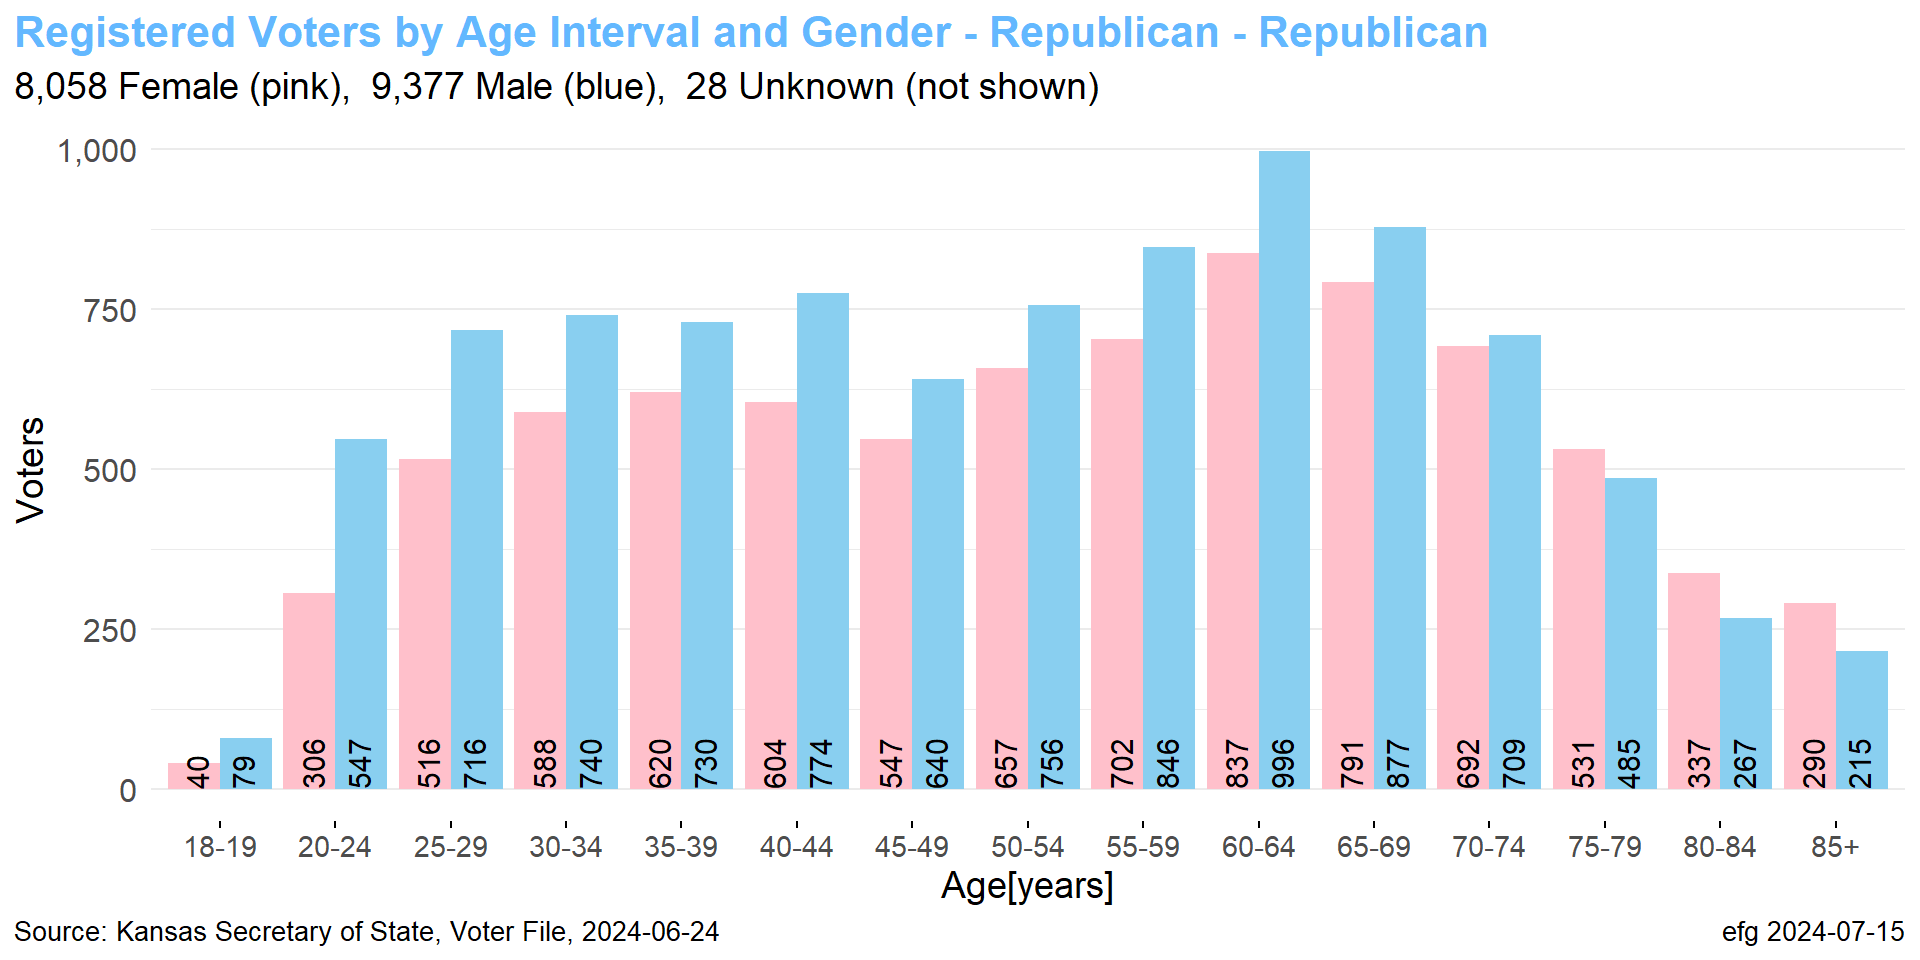 Registered Voters by Age Interval and Gender - Republican - Republican
8,058 Female (pink),  9,377 Male (blue),  28 Unknown (not shown)
1,000
750
500
250
0
Voters
40 79 306 547 516 716 588 740 620 730 604 774 547 640 657 756 702 846 837 996 791 877 692 709 531 485 337 267 290 215
18-19 20-24 25-29 30-34 35-39 40-44 45-49 50-54 55-59 60-64 65-69 70-74 75-79 80-84 85+
Age[years]
Source: Kansas Secretary of State, Voter File, 2024-06-24
efg 2024-07-15